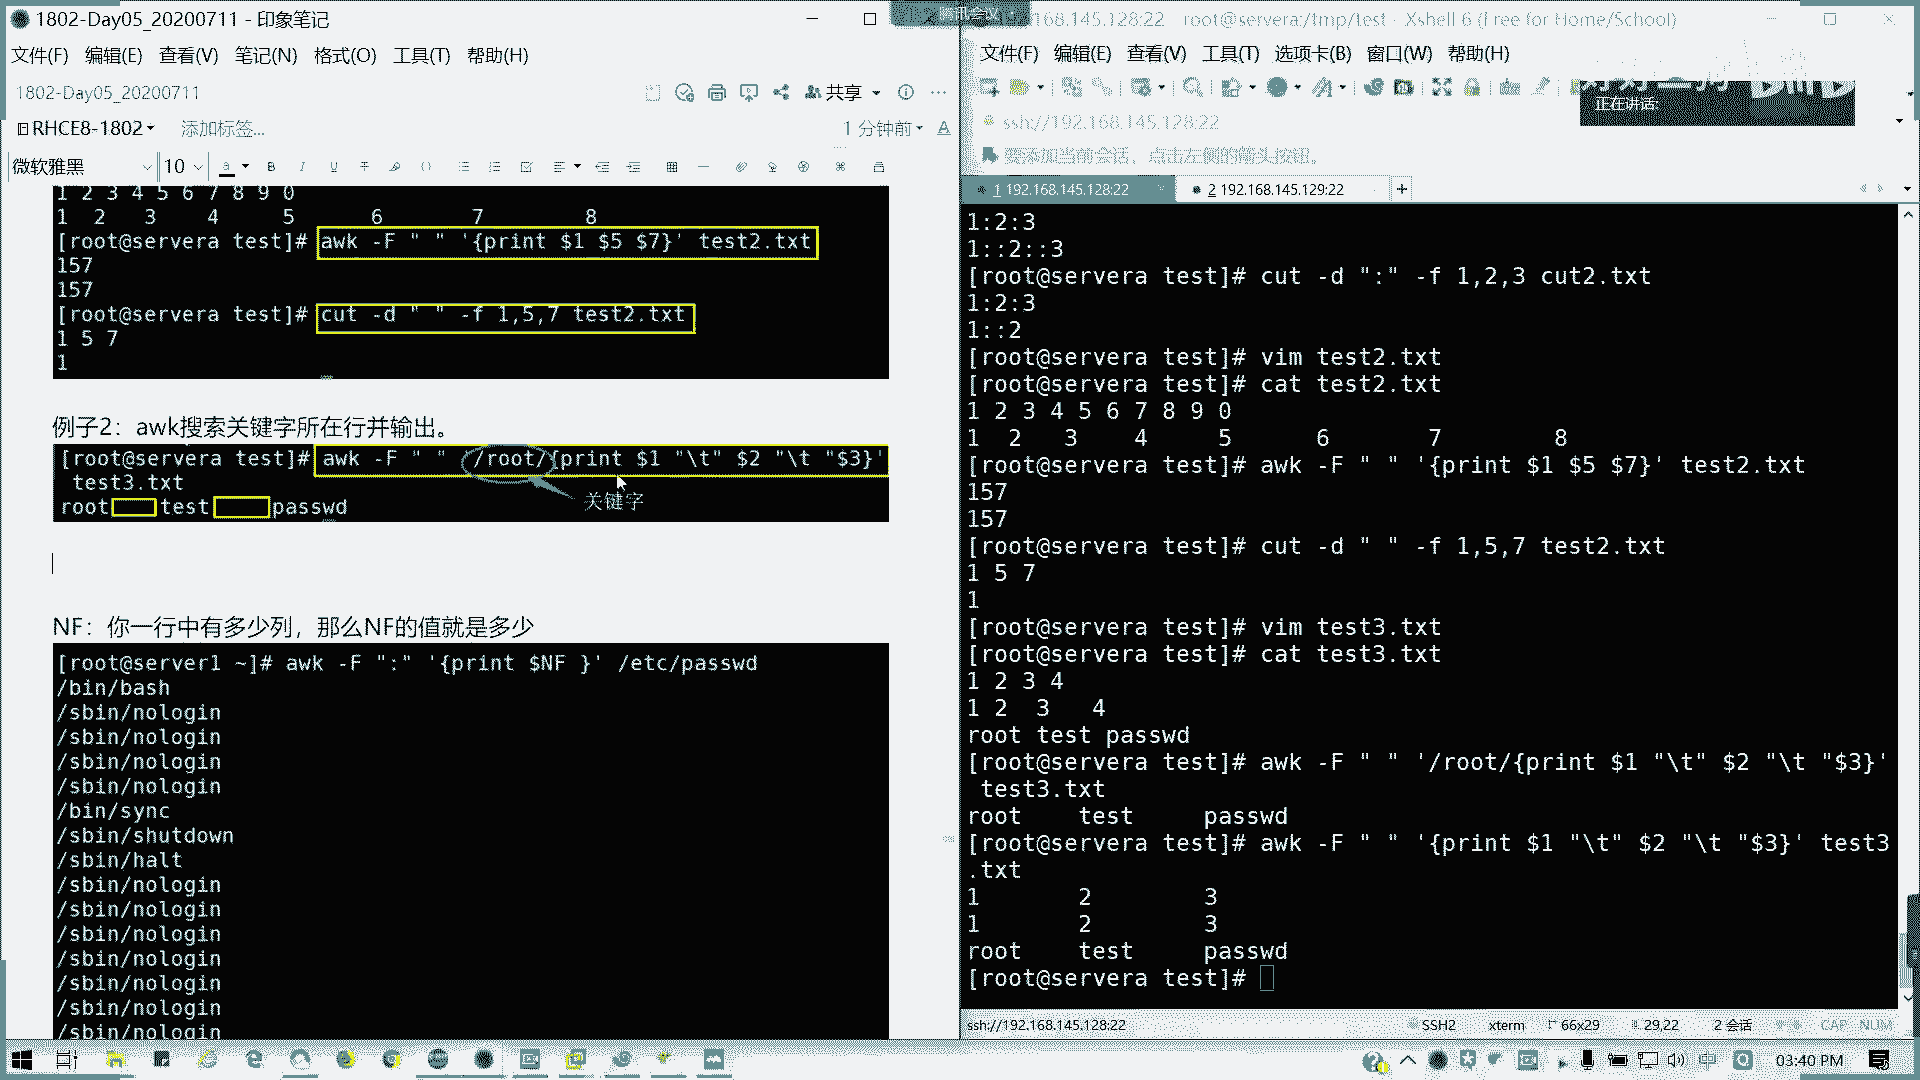 1802-Day05_20200711 - 印象笔记
文件(F) 编辑(E) 查看(V) 笔记(N) 格式(O) 工具(T) 帮助(H)
1802-Day05_20200711
共享
RHCE8-1802 添加标签...
1 分钟前
微软雅黑 10
1 2 3 4 5 6 7 8 9 0
1 2 3 4 5 6 7 8
[root@servera test]# awk -F " " '{print $1 $5 $7}' test2.txt
157
157
[root@servera test]# cut -d " " -f 1,5,7 test2.txt
1 5 7
1
例子2：awk搜索关键字所在行并输出。
[root@servera test]# awk -F " " '/root/{print $1 "\t" $2 "\t "$3}'
test3.txt
关键字
root test passwd
NF：你一行中有多少列，那么NF的值就是多少
[root@server1 ~]# awk -F ":" '{print $NF }' /etc/passwd
/bin/bash
/sbin/nologin
/sbin/nologin
/sbin/nologin
/sbin/nologin
/bin/sync
/sbin/shutdown
/sbin/halt
/sbin/nologin
/sbin/nologin
/sbin/nologin
/sbin/nologin
/sbin/nologin
/sbin/nologin
/sbin/nologin
腾讯会议
192.168.145.128:22 root@servera:/tmp/test - Xshell 6 (Free for Home/School)
文件(F) 编辑(E) 查看(V) 工具(T) 选项卡(B) 窗口(W) 帮助(H)
正在讲话:
ssh://192.168.145.128:22
要添加当前会话，点击左侧的箭头按钮。
1 192.168.145.128:22
2 192.168.145.129:22
1:2:3
1::2::3
[root@servera test]# cut -d ":" -f 1,2,3 cut2.txt
1:2:3
1::2
[root@servera test]# vim test2.txt
[root@servera test]# cat test2.txt
1 2 3 4 5 6 7 8 9 0
1 2 3 4 5 6 7 8
[root@servera test]# awk -F " " '{print $1 $5 $7}' test2.txt
157
157
[root@servera test]# cut -d " " -f 1,5,7 test2.txt
1 5 7
1
[root@servera test]# vim test3.txt
[root@servera test]# cat test3.txt
1 2 3 4
1 2 3 4
root test passwd
[root@servera test]# awk -F " " '/root/{print $1 "\t" $2 "\t "$3}'
test3.txt
root test passwd
[root@servera test]# awk -F " " '{print $1 "\t" $2 "\t "$3}' test3
.txt
1 2 3
1 2 3
root test passwd
[root@servera test]#
ssh://192.168.145.128:22 SSH2 xterm 66x29 29,22 2 会话 CAP NUM
03:40 PM